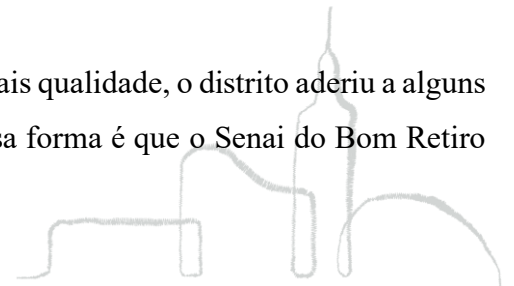 ais qualidade, o distrito aderiu a alguns
sa forma é que o Senai do Bom Retiro